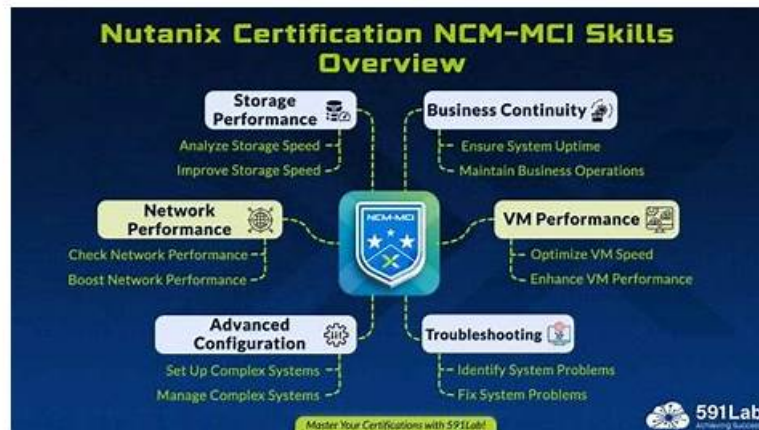 Nutanix Certification NCM-MCI Skills
Overview
Storage
Performance
Analyze Storage Speed
Improve Storage Speed
Business Continuity
Ensure System Uptime
Maintain Business Operations
Network
Performance
Check Network Performance
Boost Network Performance
NCM-MCI
VM Performance
Optimize VM Speed
Enhance VM Performance
Advanced
Configuration
Set Up Complex Systems
Manage Complex Systems
Troubleshooting
Identify System Problems
Fix System Problems
Master Your Certifications with 591Lab!
591Lab
Achieving Success